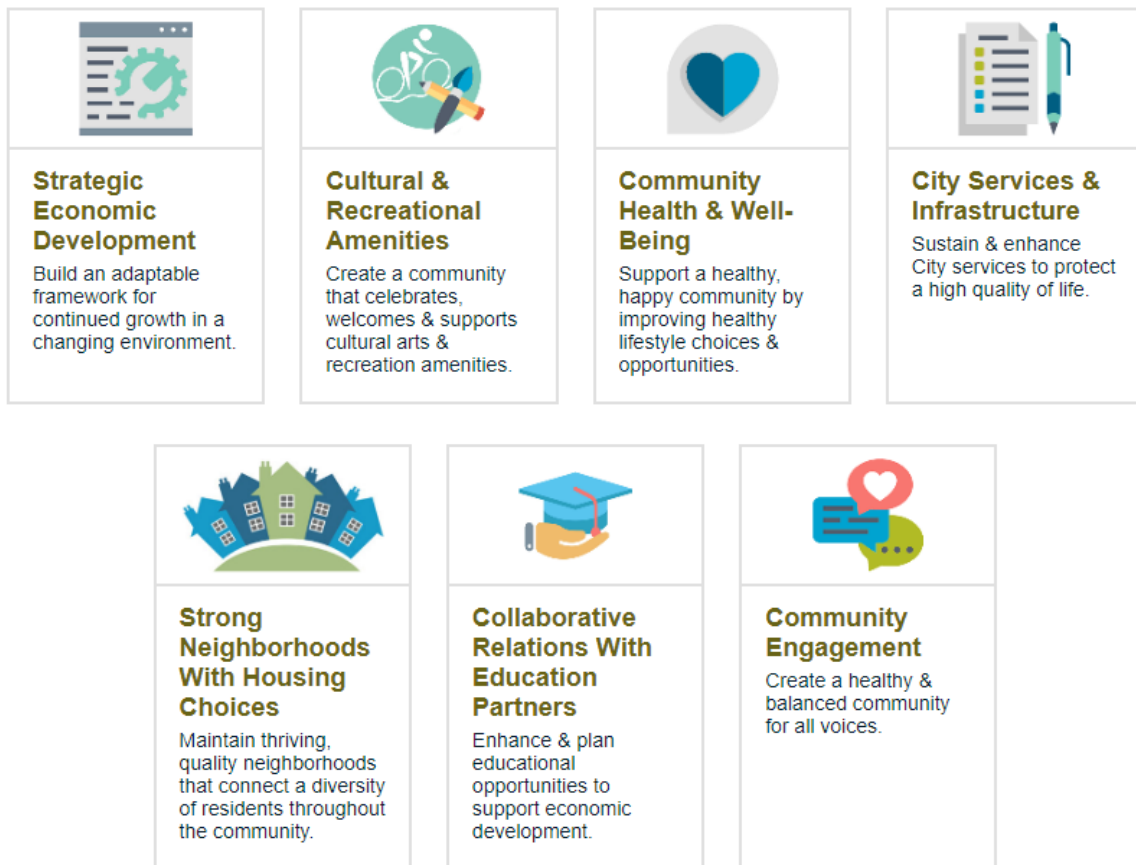 Strategic
Economic
Development
Build an adaptable
framework for
continued growth in a
changing environment.
Cultural &
Recreational
Amenities
Create a community
that celebrates,
welcomes & supports
cultural arts &
recreation amenities.
Community
Health & Well-
Being
Support a healthy,
happy community by
improving healthy
lifestyle choices &
opportunities.
City Services &
Infrastructure
Sustain & enhance
City services to protect
a high quality of life.
Strong
Neighborhoods
With Housing
Choices
Maintain thriving,
quality neighborhoods
that connect a diversity
of residents throughout
the community.
Collaborative
Relations With
Education
Partners
Enhance & plan
educational
opportunities to
support economic
development.
Community
Engagement
Create a healthy &
balanced community
for all voices.